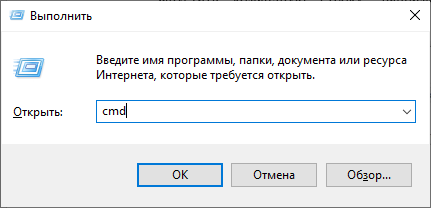 Выполнить
Введите имя программы, папки, документа или ресурса
Интернета, которые требуется открыть.
Открыть: cmd
ОК Отмена Обзор...